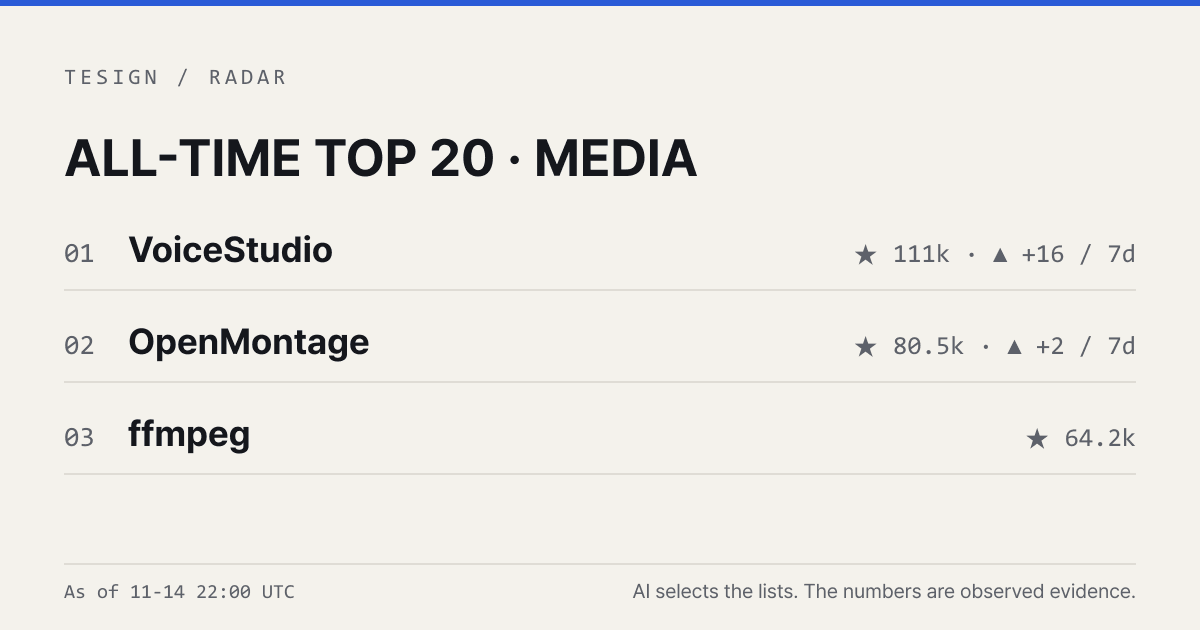 TESIGN / RADAR
ALL-TIME TOP 20 · MEDIA
01 VoiceStudio ★ 111k · ▲ +16 / 7d
02 OpenMontage ★ 80.5k · ▲ +2 / 7d
03 ffmpeg ★ 64.2k
As of 11-14 22:00 UTC AI selects the lists. The numbers are observed evidence.